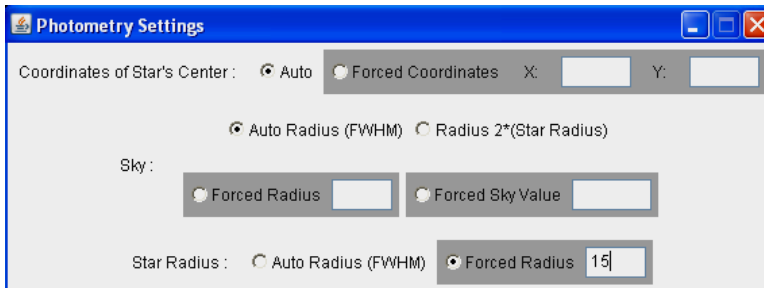 Photometry Settings
Coordinates of Star's Center : Auto Forced Coordinates X: Y:
Auto Radius (FWHM) Radius 2*(Star Radius)
Sky :
Forced Radius Forced Sky Value
Star Radius : Auto Radius (FWHM) Forced Radius 15